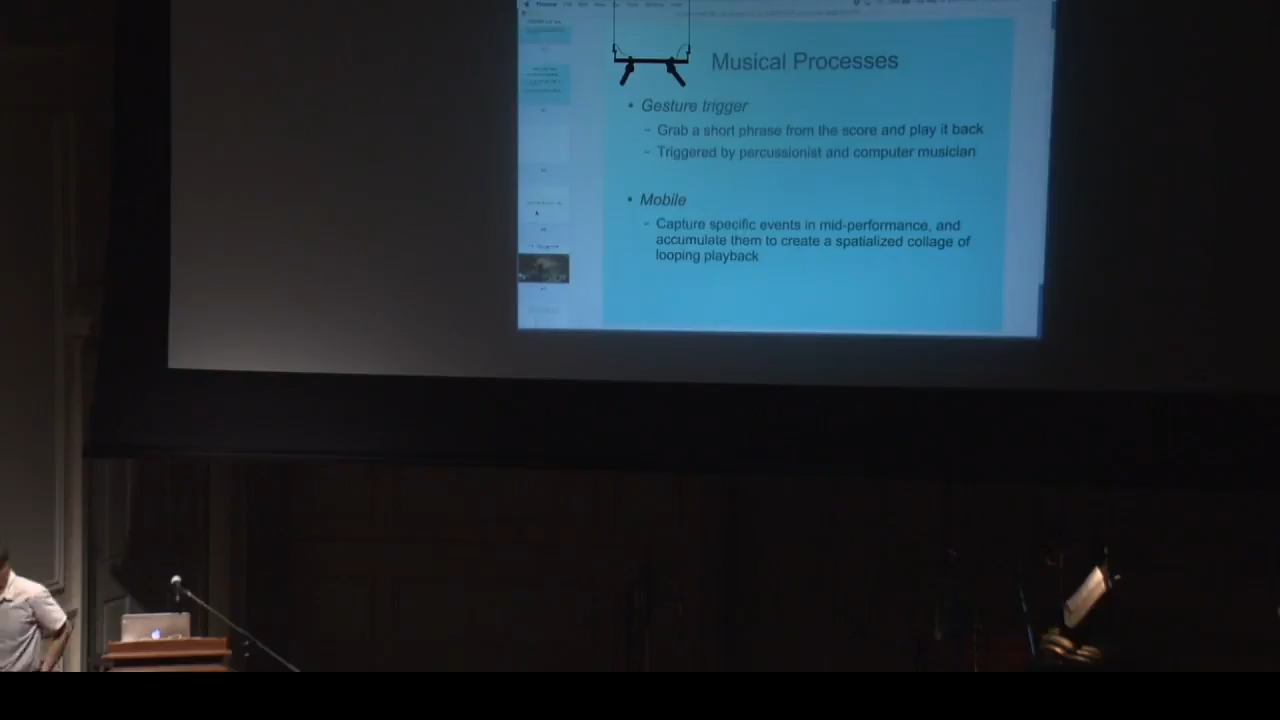 Musical Processes
• Gesture trigger
– Grab a short phrase from the score and play it back
– Triggered by percussionist and computer musician
• Mobile
– Capture specific events in mid-performance, and
accumulate them to create a spatialized collage of
looping playback